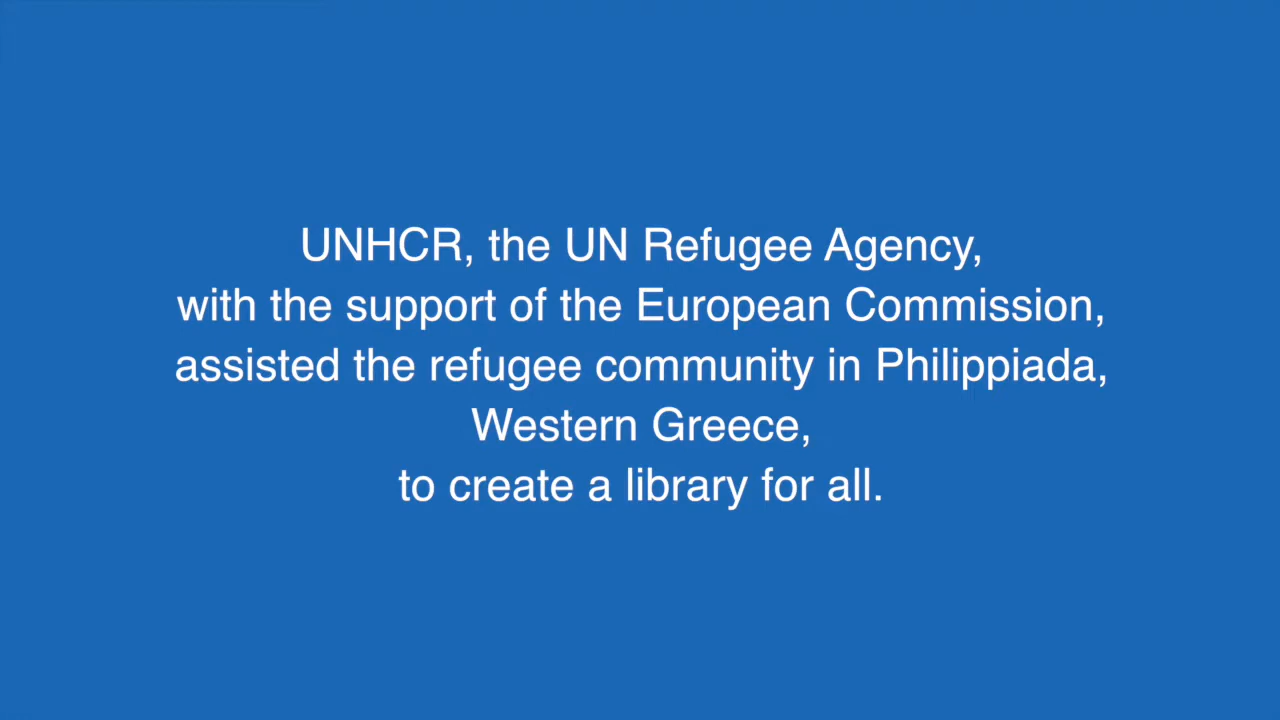 UNHCR, the UN Refugee Agency,
with the support of the European Commission,
assisted the refugee community in Philippiada,
Western Greece,
to create a library for all.